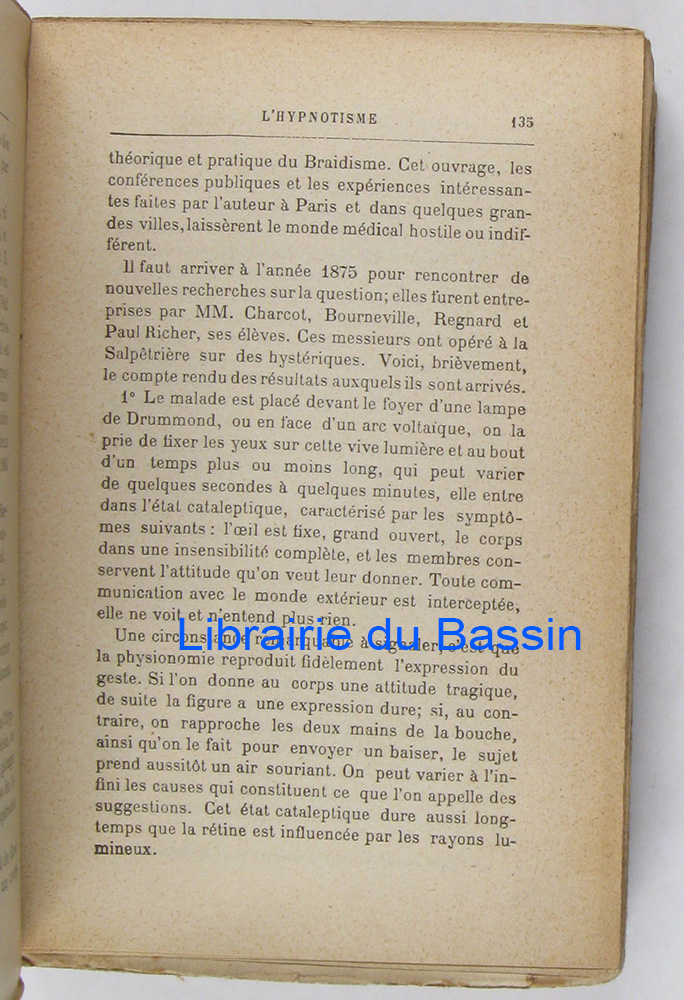 L'HYPNOTISME 135
théorique et pratique du Braidisme. Cet ouvrage, les
conférences publiques et les expériences intéressan-
tes faites par l'auteur à Paris et dans quelques gran-
des villes, laissèrent le monde médical hostile ou indif-
férent.
Il faut arriver à l'année 1875 pour rencontrer de
nouvelles recherches sur la question; elles furent entre-
prises par MM. Charcot, Bourneville, Regnard et
Paul Richer, ses élèves. Ces messieurs ont opéré à la
Salpêtrière sur des hystériques. Voici, brièvement,
le compte rendu des résultats auxquels ils sont arrivés.
1° Le malade est placé devant le foyer d'une lampe
de Drummond, ou en face d'un arc voltaïque, on la
prie de fixer les yeux sur cette vive lumière et au bout
d'un temps plus ou moins long, qui peut varier
de quelques secondes à quelques minutes, elle entre
dans l'état cataleptique, caractérisé par les symptô-
mes suivants : l'œil est fixe, grand ouvert, le corps
dans une insensibilité complète, et les membres con-
servent l'attitude qu'on veut leur donner. Toute com-
munication avec le monde extérieur est interceptée,
elle ne voit et n'entend plus rien.
Librairie du Bassin
Une circonstance remarquable à signaler, c'est que
la physionomie reproduit fidèlement l'expression du
geste. Si l'on donne au corps une attitude tragique,
de suite la figure a une expression dure; si, au con-
traire, on rapproche les deux mains de la bouche,
ainsi qu'on le fait pour envoyer un baiser, le sujet
prend aussitôt un air souriant. On peut varier à l'in-
fini les causes qui constituent ce que l'on appelle des
suggestions. Cet état cataleptique dure aussi long-
temps que la rétine est influencée par les rayons lu-
mineux.